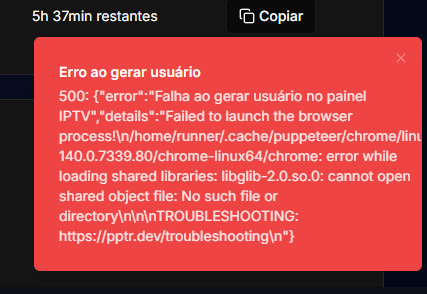 5h 37min restantes
Copiar
Erro ao gerar usuário
500: {"error":"Falha ao gerar usuário no painel
IPTV","details":"Failed to launch the browser
process!\n/home/runner/.cache/puppeteer/chrome/linu
140.0.7339.80/chrome-linux64/chrome: error while
loading shared libraries: libglib-2.0.so.0: cannot open
shared object file: No such file or
directory\n\n\nTROUBLESHOOTING:
https://pptr.dev/troubleshooting\n"}